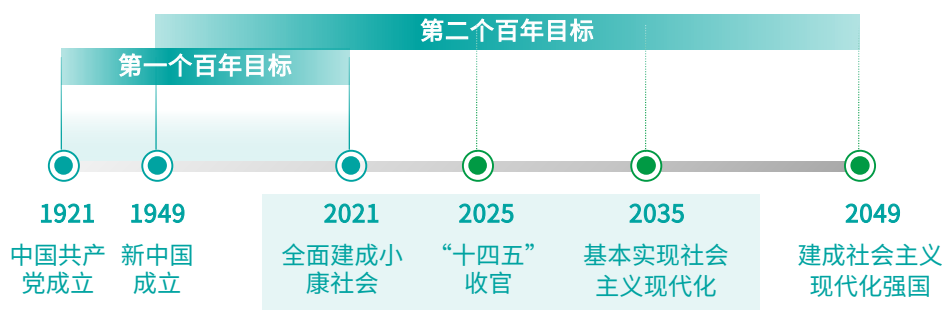 第二个百年目标
第一个百年目标
1921
1949
2021
2025
2035
2049
中国共产
党成立
新中国
成立
全面建成小
康社会
“十四五”
收官
基本实现社会
主义现代化
建成社会主义
现代化强国